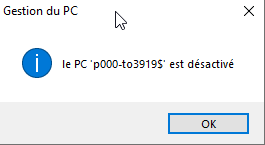 Gestion du PC
le PC 'p000-to3919$' est désactivé
OK